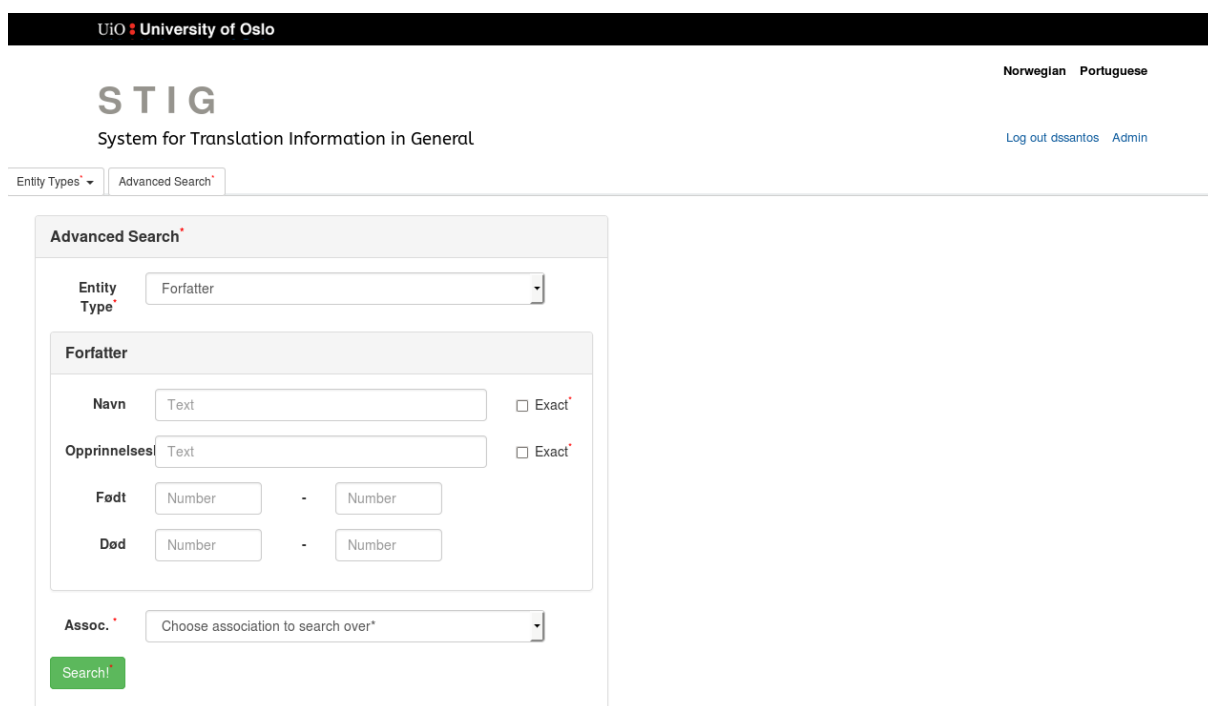 UiO University of Oslo
Norwegian Portuguese
STIG
System for Translation Information in General
Log out dssantos Admin
Entity Types* Advanced Search*
Advanced Search*
Entity Type* Forfatter
Forfatter
Navn Text Exact*
Opprinnelsesl Text Exact*
Født Number - Number
Død Number - Number
Assoc. * Choose association to search over*
Search!*